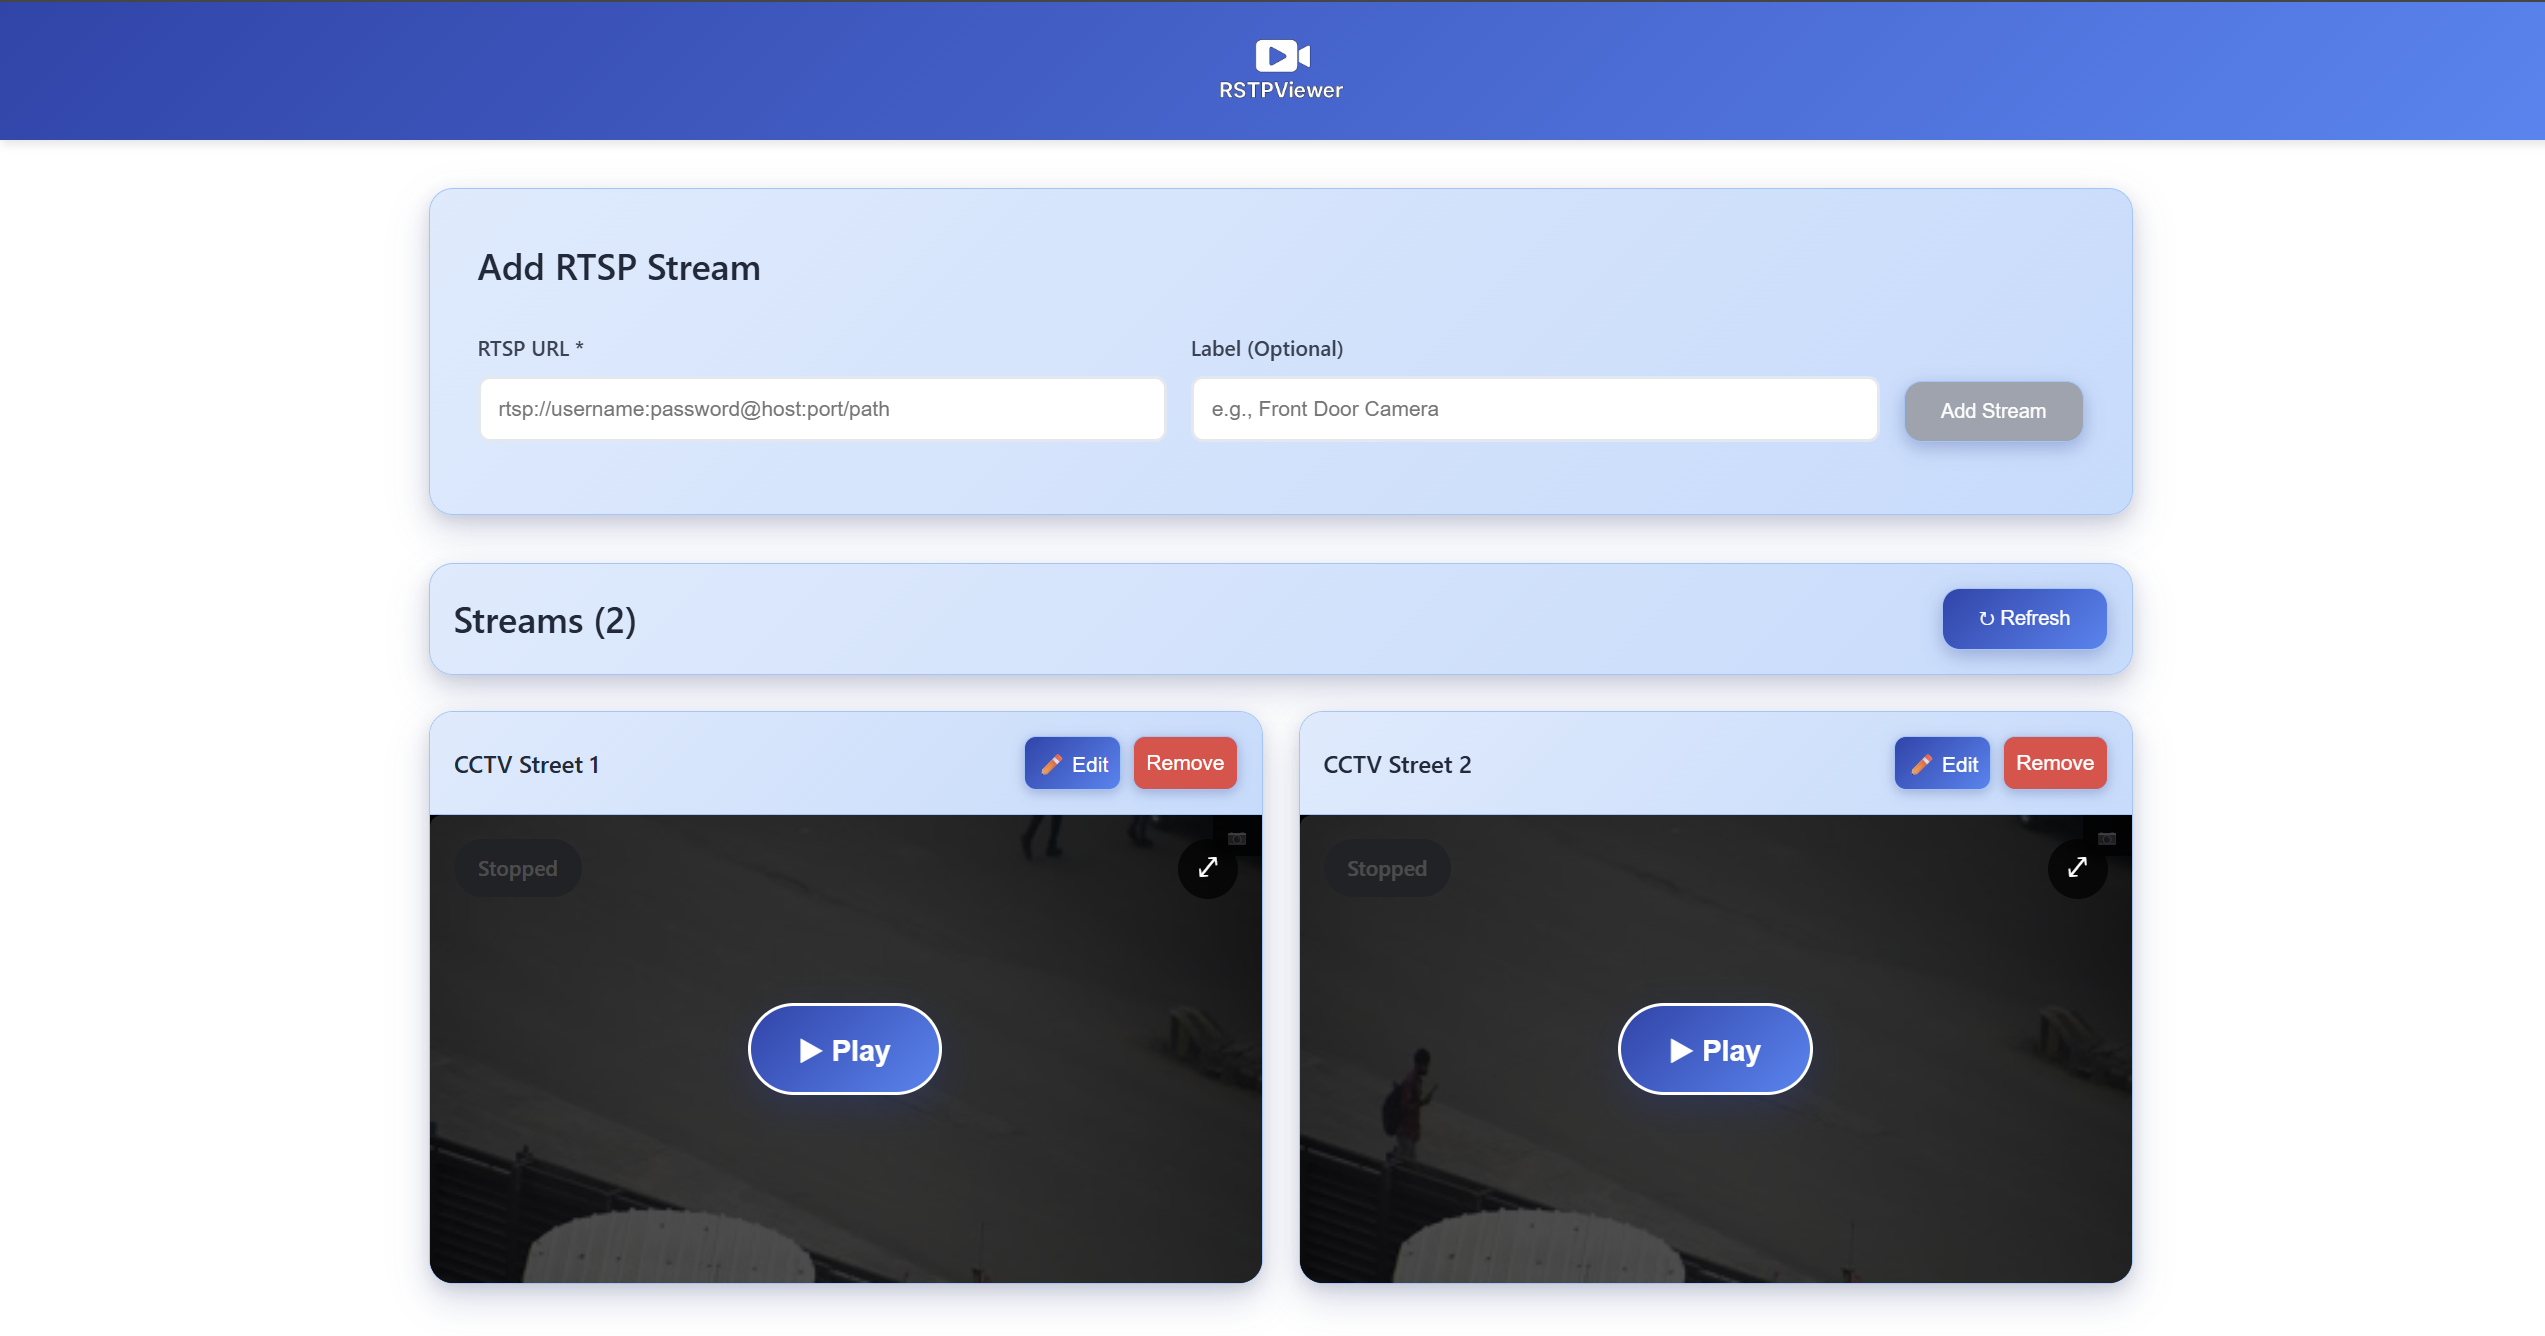 RSTPViewer
Add RTSP Stream
RTSP URL *
Label (Optional)
rtsp://username:password@host:port/path
e.g., Front Door Camera
Add Stream
Streams (2)
↻ Refresh
CCTV Street 1
Edit
Remove
Stopped
▶ Play
CCTV Street 2
Edit
Remove
Stopped
▶ Play